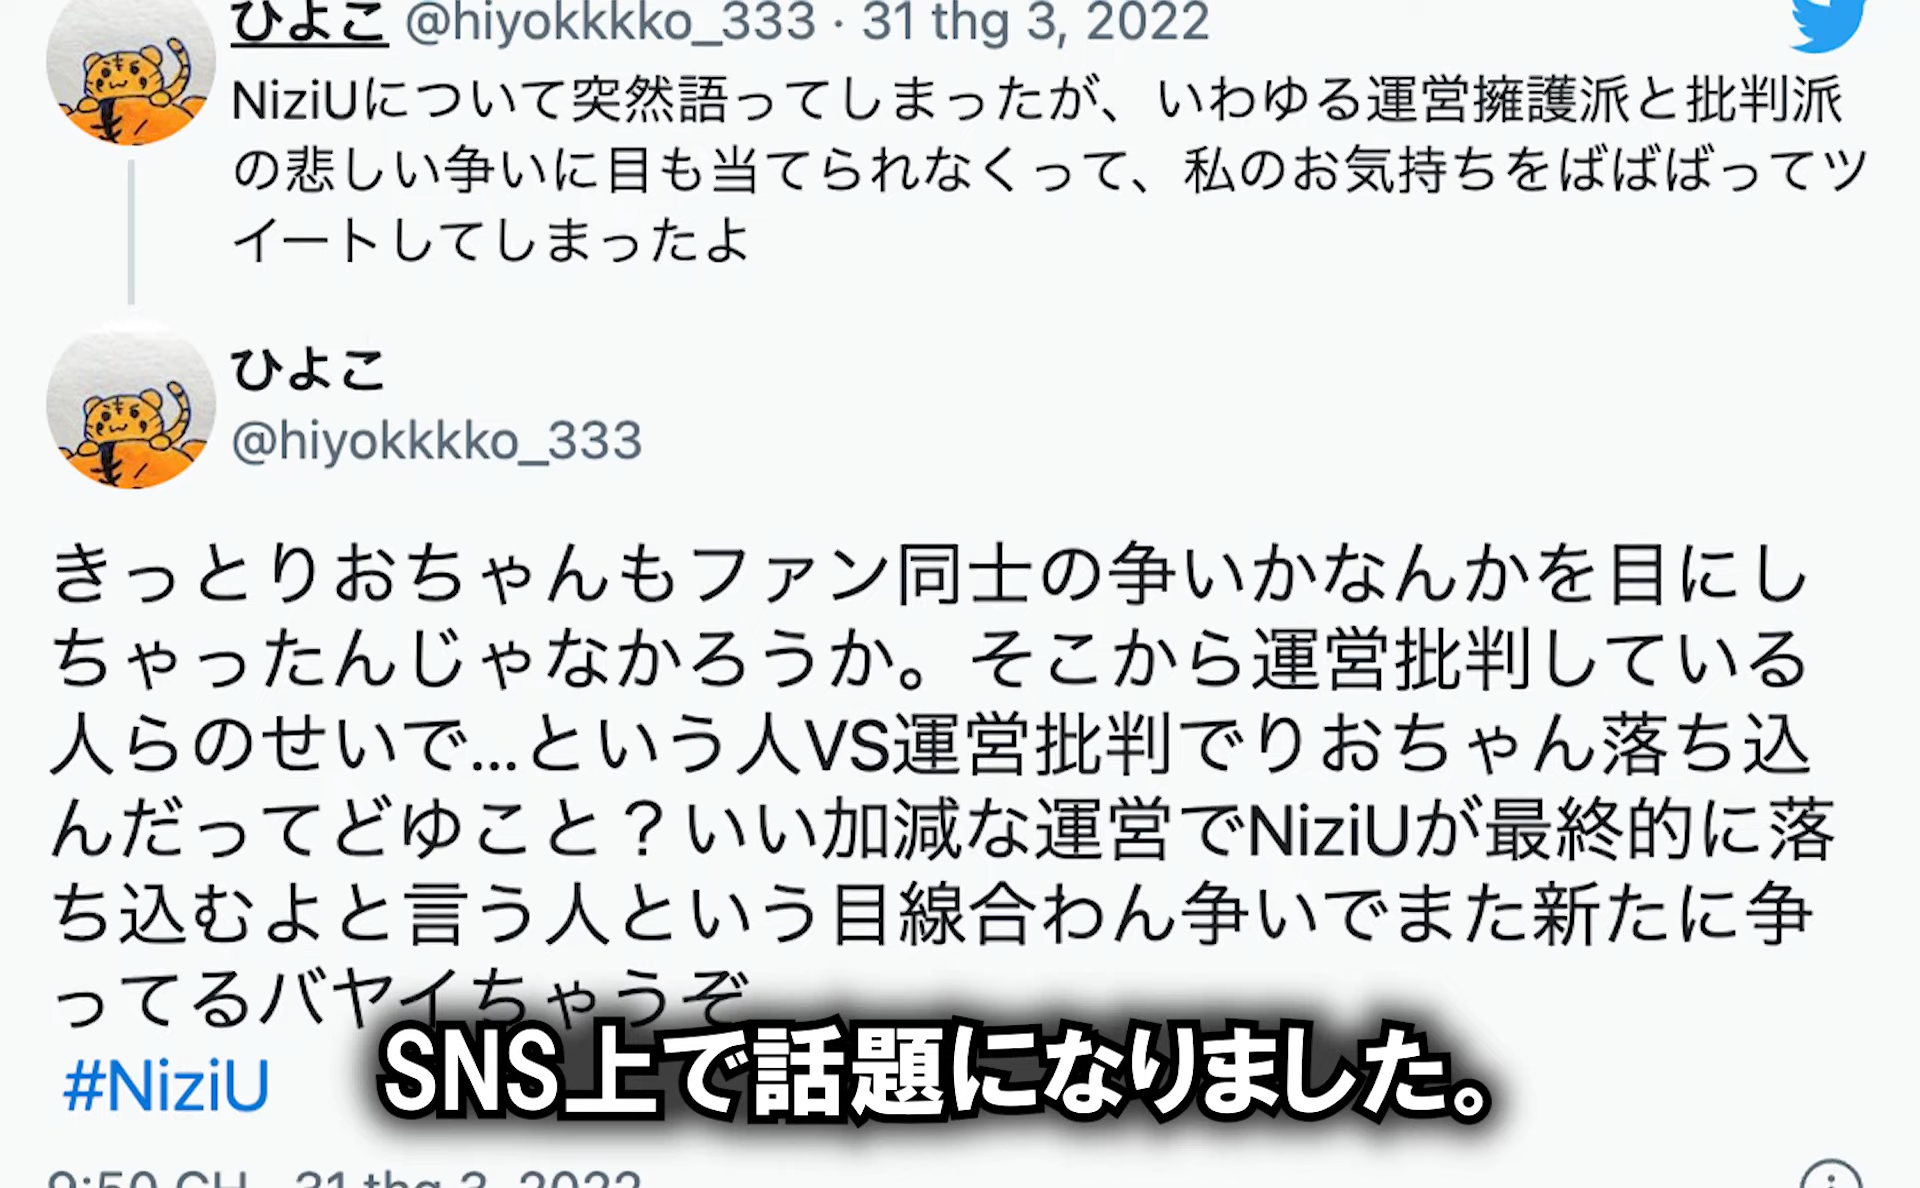 ひよこ @hiyokkkko_333 · 31 thg 3, 2022
NiziUについて突然語ってしまったが、いわゆる運営擁護派と批判派
の悲しい争いに目も当てられなくって、私のお気持ちをばばばってツ
イートしてしまったよ
ひよこ
@hiyokkkko_333
きっとりおちゃんもファン同士の争いかなんかを目にし
ちゃったんじゃなかろうか。そこから運営批判している
人らのせいで...という人VS運営批判でりおちゃん落ち込
んだってどゆこと？いい加減な運営でNiziUが最終的に落
ち込むよと言う人という目線合わん争いでまた新たに争
ってるバヤイちゃうぞ
#NiziU
SNS上で話題になりました。
9:50 CH · 31 thg 3, 2022